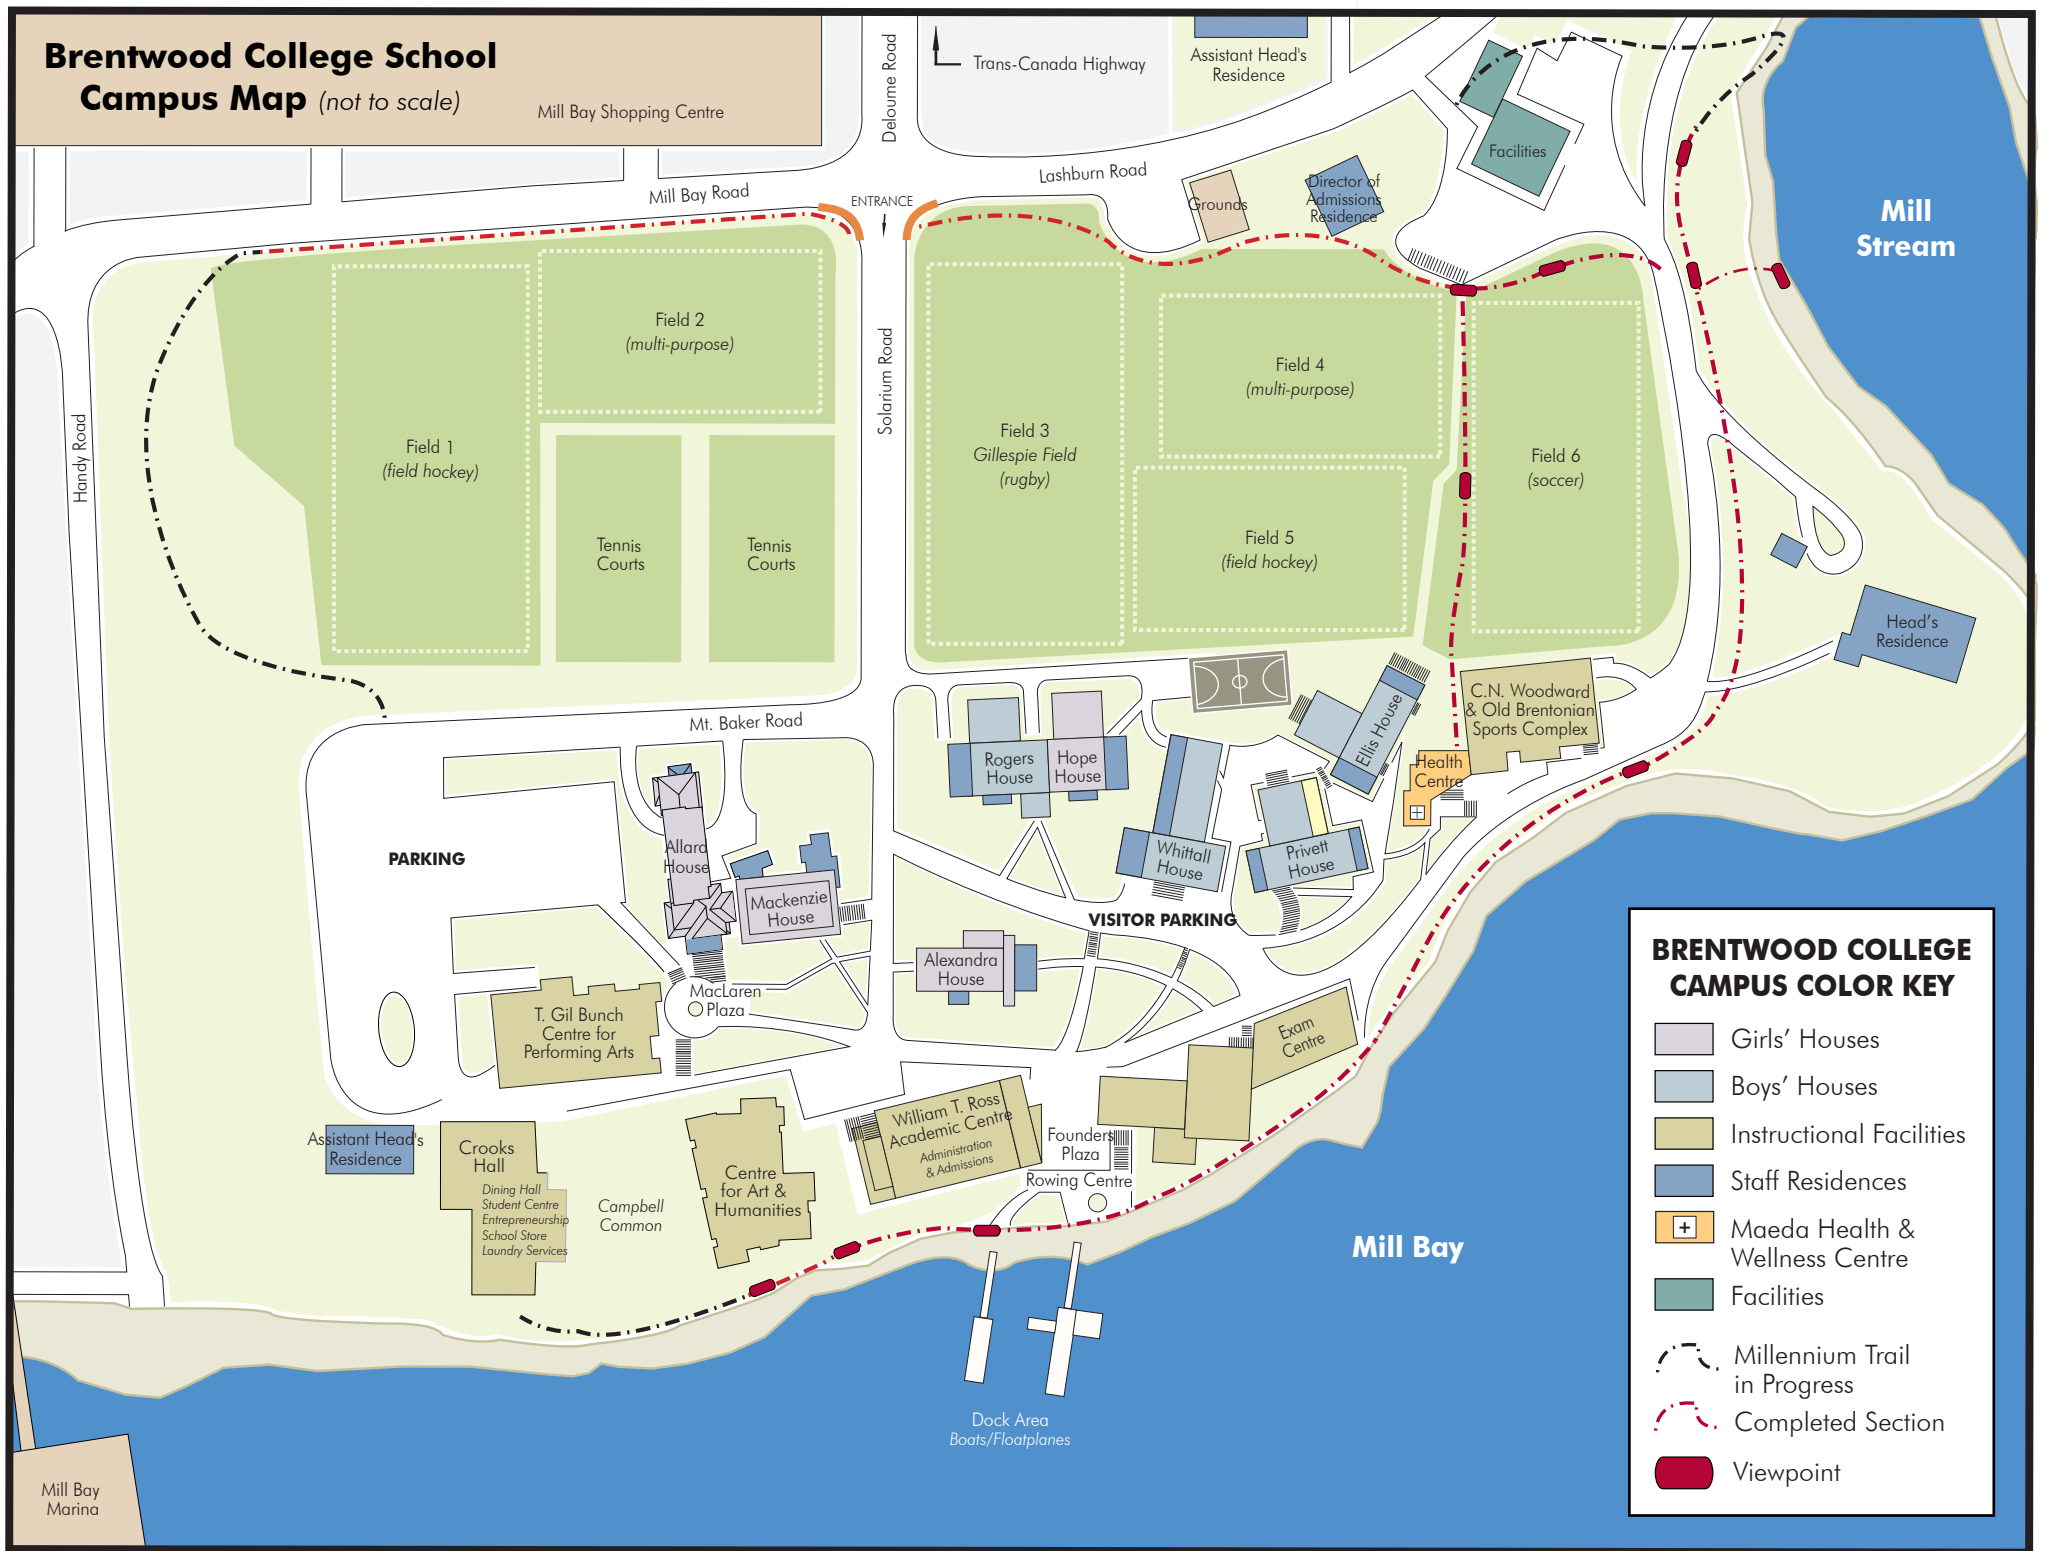 Brentwood College School
Campus Map (not to scale)
Mill Bay Shopping Centre
Deloume Road
Trans-Canada Highway
Assistant Head's
Residence
Facilities
Mill Bay Road
Lashburn Road
ENTRANCE
Grounds
Director of
Admissions
Residence
Mill
Stream
Handy Road
Solarium Road
Field 1
(field hockey)
Field 2
(multi-purpose)
Tennis
Courts
Tennis
Courts
Field 3
Gillespie Field
(rugby)
Field 4
(multi-purpose)
Field 5
(field hockey)
Field 6
(soccer)
Head's
Residence
Mt. Baker Road
Rogers
House
Hope
House
Ellis House
C.N. Woodward
& Old Brentonian
Sports Complex
Health
Centre
PARKING
Allard
House
Mackenzie
House
Whittall
House
Privett
House
VISITOR PARKING
Alexandra
House
MacLaren
Plaza
T. Gil Bunch
Centre for
Performing Arts
Exam
Centre
William T. Ross
Academic Centre
Administration
& Admissions
Founders
Plaza
Rowing Centre
Assistant Head's
Residence
Crooks
Hall
Dining Hall
Student Centre
Entrepreneurship
School Store
Laundry Services
Campbell
Common
Centre
for Art &
Humanities
Mill Bay
Dock Area
Boats/Floatplanes
Mill Bay
Marina
BRENTWOOD COLLEGE
CAMPUS COLOR KEY
Girls' Houses
Boys' Houses
Instructional Facilities
Staff Residences
Maeda Health &
Wellness Centre
Facilities
Millennium Trail
in Progress
Completed Section
Viewpoint